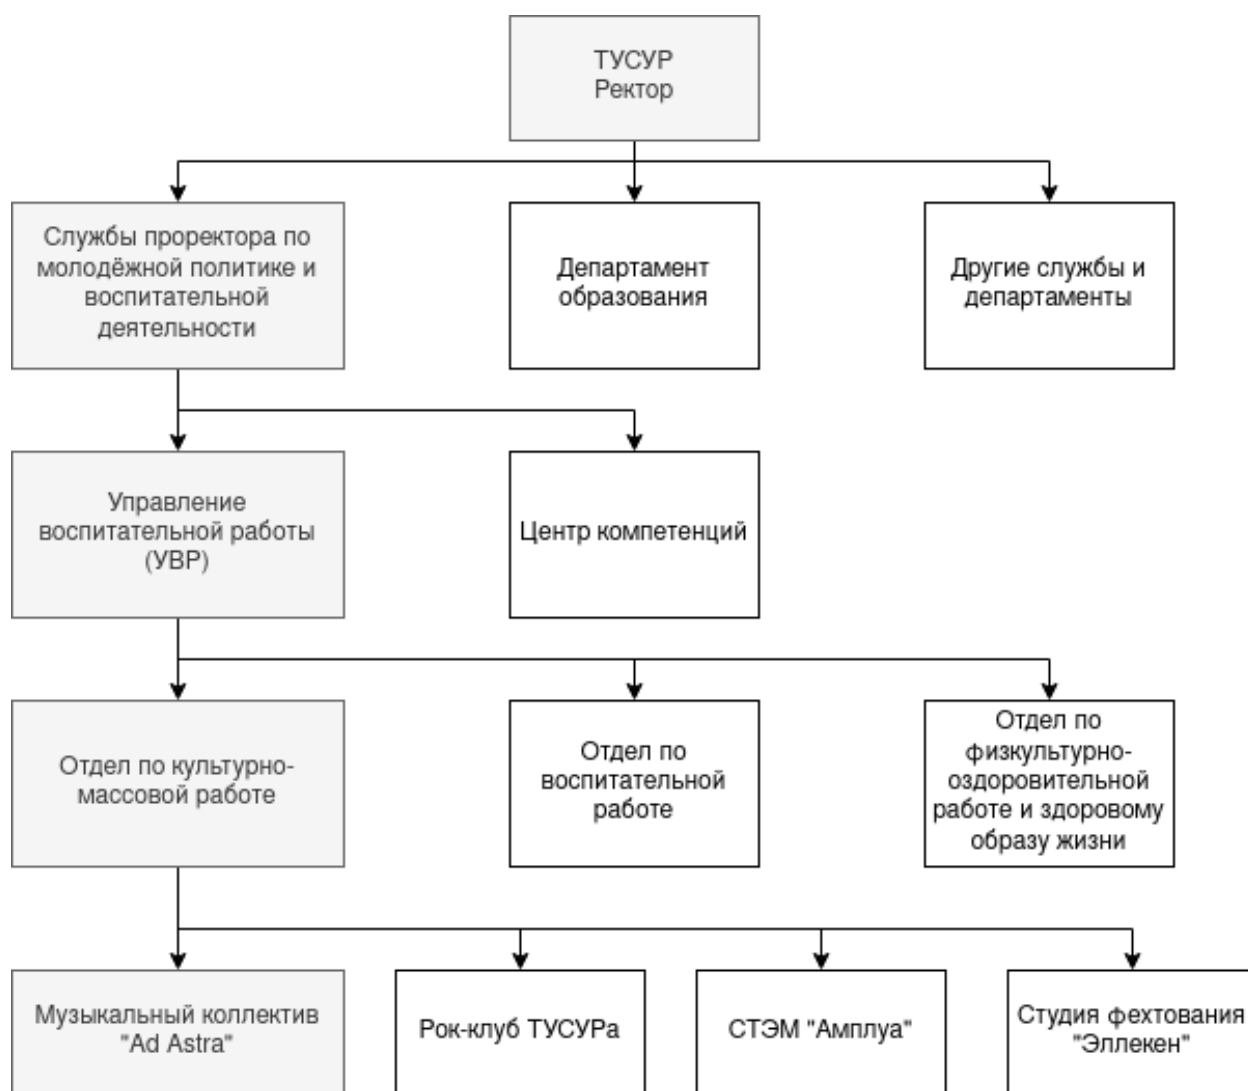 ТУСУР
Ректор
Службы проректора по
молодёжной политике и
воспитательной
деятельности
Департамент
образования
Другие службы и
департаменты
Управление
воспитательной работы
(УВР)
Центр компетенций
Отдел по культурно-
массовой работе
Отдел по
воспитательной
работе
Отдел по
физкультурно-
оздоровительной
работе и здоровому
образу жизни
Музыкальный коллектив
"Ad Astra"
Рок-клуб ТУСУРа
СТЭМ "Амплуа"
Студия фехтования
"Эллекен"